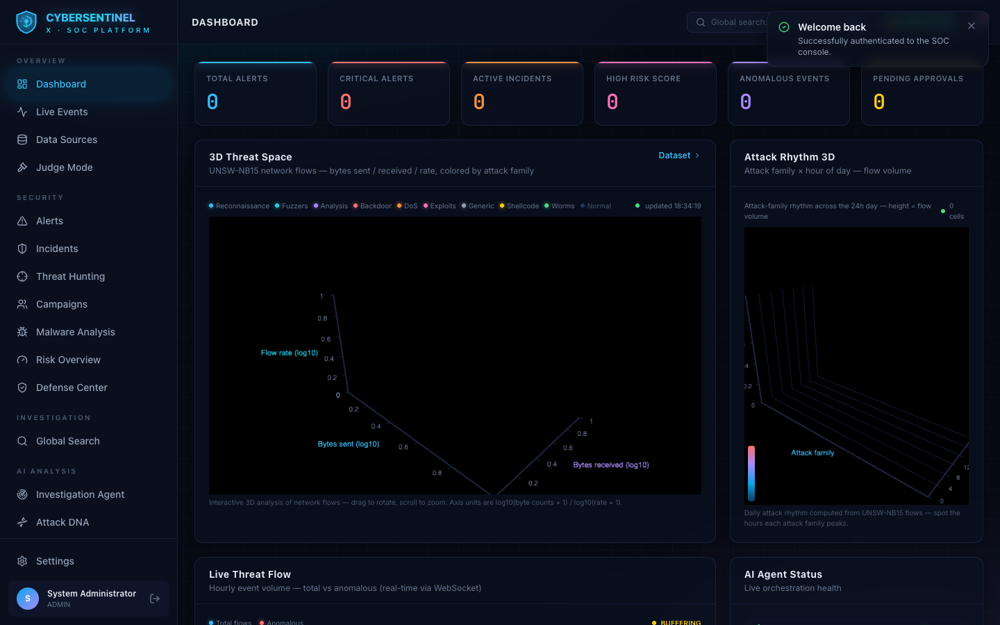 CYBERSENTINEL
X · SOC PLATFORM
OVERVIEW
Dashboard
Live Events
Data Sources
Judge Mode
SECURITY
Alerts
Incidents
Threat Hunting
Campaigns
Malware Analysis
Risk Overview
Defense Center
INVESTIGATION
Global Search
AI ANALYSIS
Investigation Agent
Attack DNA
Settings
S
System Administrator
ADMIN
DASHBOARD
Global search:
Welcome back
Successfully authenticated to the SOC
console.
TOTAL ALERTS
0
CRITICAL ALERTS
0
ACTIVE INCIDENTS
0
HIGH RISK SCORE
0
ANOMALOUS EVENTS
0
PENDING APPROVALS
0
3D Threat Space
UNSW-NB15 network flows — bytes sent / received / rate, colored by attack family
Dataset
Reconnaissance Fuzzers Analysis Backdoor DoS Exploits Generic Shellcode Worms Normal
updated 18:34:19
1
0.8
0.6
Flow rate (log10)
0.4
0.2
0
0.2
0.4
Bytes sent (log10)
0.6
0.8
1
0.8
0.6
0.4
Bytes received (log10)
0.2
Interactive 3D analysis of network flows — drag to rotate, scroll to zoom. Axis units are log10(byte counts + 1) / log10(rate + 1).
Attack Rhythm 3D
Attack family × hour of day — flow volume
Attack-family rhythm across the 24h day — height = flow
volume
0
cells
4
0.2
0
Attack family
12
8
4
0
Daily attack rhythm computed from UNSW-NB15 flows — spot the
hours each attack family peaks.
Live Threat Flow
Hourly event volume — total vs anomalous (real-time via WebSocket)
Total flows Anomalous
BUFFERING
AI Agent Status
Live orchestration health